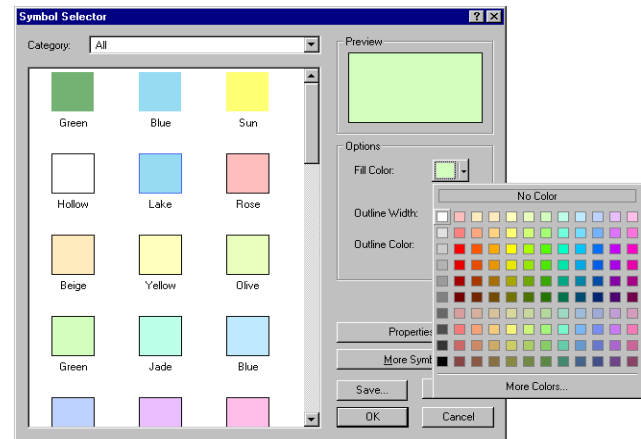 Symbol Selector
Category:
All
Green
Blue
Sun
Hollow
Lake
Rose
Beige
Yellow
Olive
Green
Jade
Blue
Preview
Options
Fill Color:
Outline Width:
Outline Color:
No Color
More Colors...
Properties
More Symb
Save...
OK
Cancel